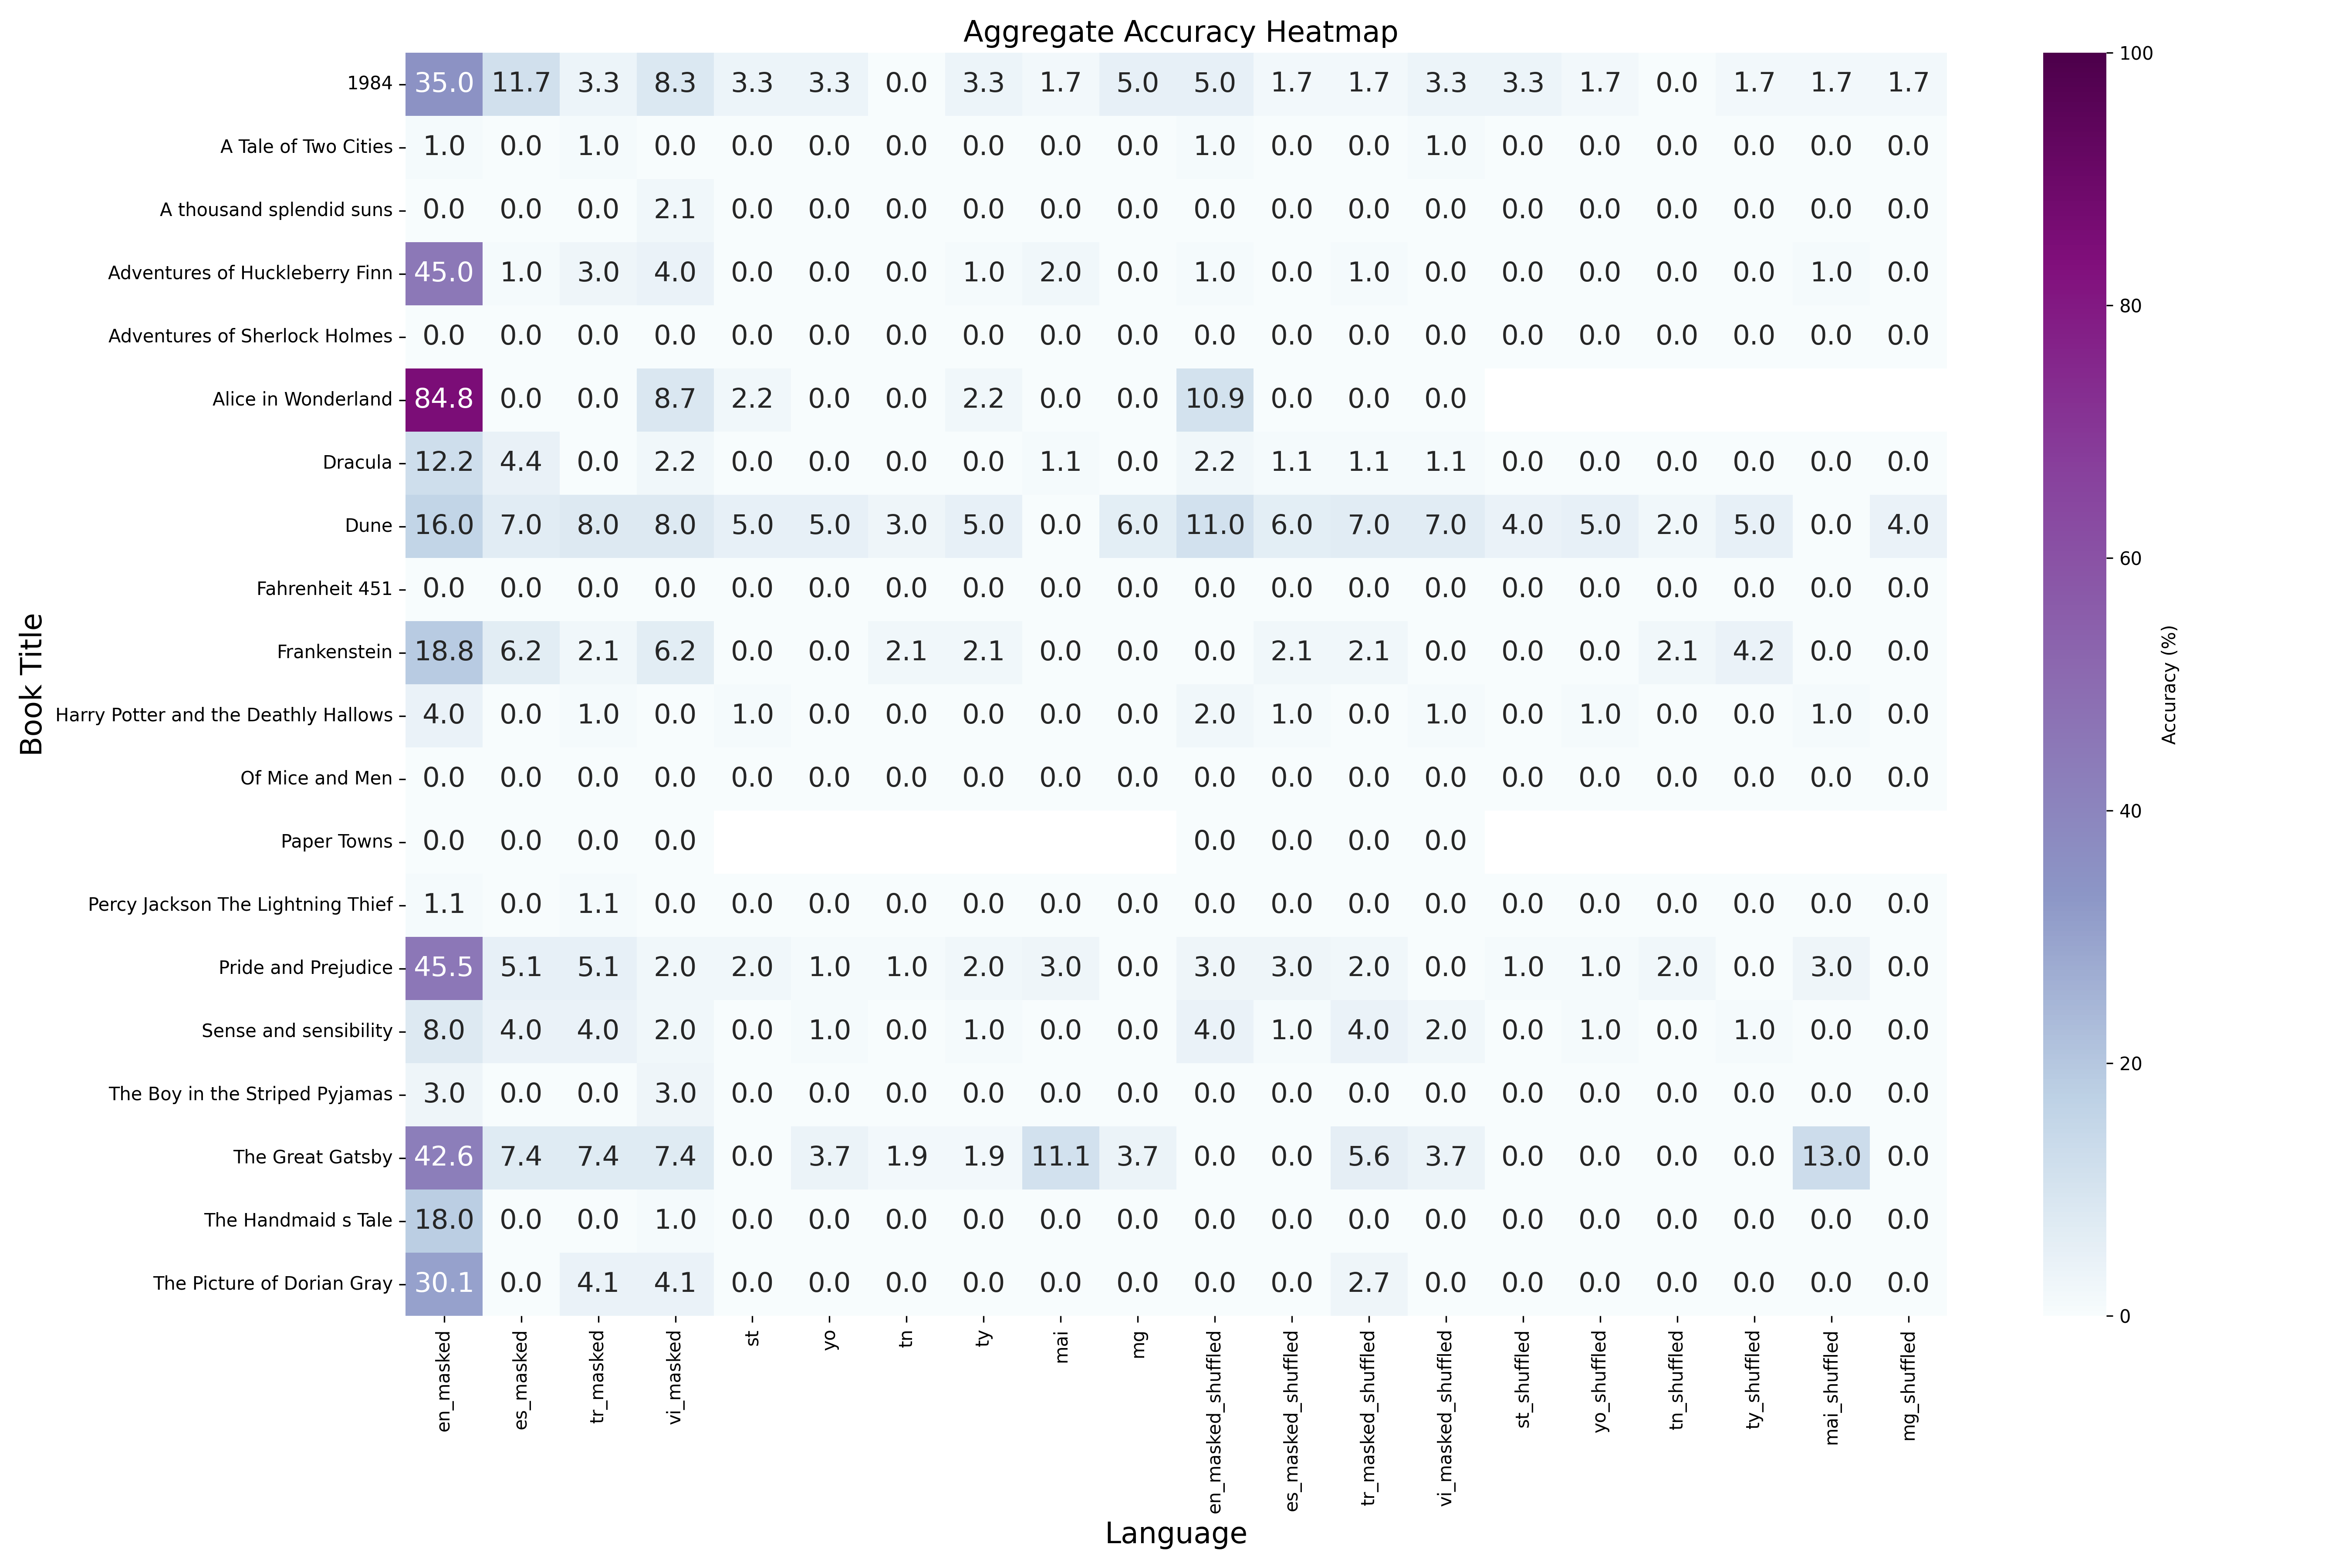 Aggregate Accuracy Heatmap
Book Title
1984 35.0 11.7 3.3 8.3 3.3 3.3 0.0 3.3 1.7 5.0 5.0 1.7 1.7 3.3 3.3 1.7 0.0 1.7 1.7 1.7
A Tale of Two Cities 1.0 0.0 1.0 0.0 0.0 0.0 0.0 0.0 0.0 0.0 1.0 0.0 0.0 1.0 0.0 0.0 0.0 0.0 0.0 0.0
A thousand splendid suns 0.0 0.0 0.0 2.1 0.0 0.0 0.0 0.0 0.0 0.0 0.0 0.0 0.0 0.0 0.0 0.0 0.0 0.0 0.0 0.0
Adventures of Huckleberry Finn 45.0 1.0 3.0 4.0 0.0 0.0 0.0 1.0 2.0 0.0 1.0 0.0 1.0 0.0 0.0 0.0 0.0 0.0 1.0 0.0
Adventures of Sherlock Holmes 0.0 0.0 0.0 0.0 0.0 0.0 0.0 0.0 0.0 0.0 0.0 0.0 0.0 0.0 0.0 0.0 0.0 0.0 0.0 0.0
Alice in Wonderland 84.8 0.0 0.0 8.7 2.2 0.0 0.0 2.2 0.0 0.0 10.9 0.0 0.0 0.0
Dracula 12.2 4.4 0.0 2.2 0.0 0.0 0.0 0.0 1.1 0.0 2.2 1.1 1.1 1.1 0.0 0.0 0.0 0.0 0.0 0.0
Dune 16.0 7.0 8.0 8.0 5.0 5.0 3.0 5.0 0.0 6.0 11.0 6.0 7.0 7.0 4.0 5.0 2.0 5.0 0.0 4.0
Fahrenheit 451 0.0 0.0 0.0 0.0 0.0 0.0 0.0 0.0 0.0 0.0 0.0 0.0 0.0 0.0 0.0 0.0 0.0 0.0 0.0 0.0
Frankenstein 18.8 6.2 2.1 6.2 0.0 0.0 2.1 2.1 0.0 0.0 0.0 2.1 2.1 0.0 0.0 0.0 2.1 4.2 0.0 0.0
Harry Potter and the Deathly Hallows 4.0 0.0 1.0 0.0 1.0 0.0 0.0 0.0 0.0 0.0 2.0 1.0 0.0 1.0 0.0 1.0 0.0 0.0 1.0 0.0
Of Mice and Men 0.0 0.0 0.0 0.0 0.0 0.0 0.0 0.0 0.0 0.0 0.0 0.0 0.0 0.0 0.0 0.0 0.0 0.0 0.0 0.0
Paper Towns 0.0 0.0 0.0 0.0 0.0 0.0 0.0 0.0
Percy Jackson The Lightning Thief 1.1 0.0 1.1 0.0 0.0 0.0 0.0 0.0 0.0 0.0 0.0 0.0 0.0 0.0 0.0 0.0 0.0 0.0 0.0 0.0
Pride and Prejudice 45.5 5.1 5.1 2.0 2.0 1.0 1.0 2.0 3.0 0.0 3.0 3.0 2.0 0.0 1.0 1.0 2.0 0.0 3.0 0.0
Sense and sensibility 8.0 4.0 4.0 2.0 0.0 1.0 0.0 1.0 0.0 0.0 4.0 1.0 4.0 2.0 0.0 1.0 0.0 1.0 0.0 0.0
The Boy in the Striped Pyjamas 3.0 0.0 0.0 3.0 0.0 0.0 0.0 0.0 0.0 0.0 0.0 0.0 0.0 0.0 0.0 0.0 0.0 0.0 0.0 0.0
The Great Gatsby 42.6 7.4 7.4 7.4 0.0 3.7 1.9 1.9 11.1 3.7 0.0 0.0 5.6 3.7 0.0 0.0 0.0 0.0 13.0 0.0
The Handmaid s Tale 18.0 0.0 0.0 1.0 0.0 0.0 0.0 0.0 0.0 0.0 0.0 0.0 0.0 0.0 0.0 0.0 0.0 0.0 0.0 0.0
The Picture of Dorian Gray 30.1 0.0 4.1 4.1 0.0 0.0 0.0 0.0 0.0 0.0 0.0 0.0 2.7 0.0 0.0 0.0 0.0 0.0 0.0 0.0
en_masked es_masked tr_masked vi_masked st yo tn ty mai mg en_masked_shuffled es_masked_shuffled tr_masked_shuffled vi_masked_shuffled st_shuffled yo_shuffled tn_shuffled ty_shuffled mai_shuffled mg_shuffled
Language
100
80
60
40
20
0
Accuracy (%)